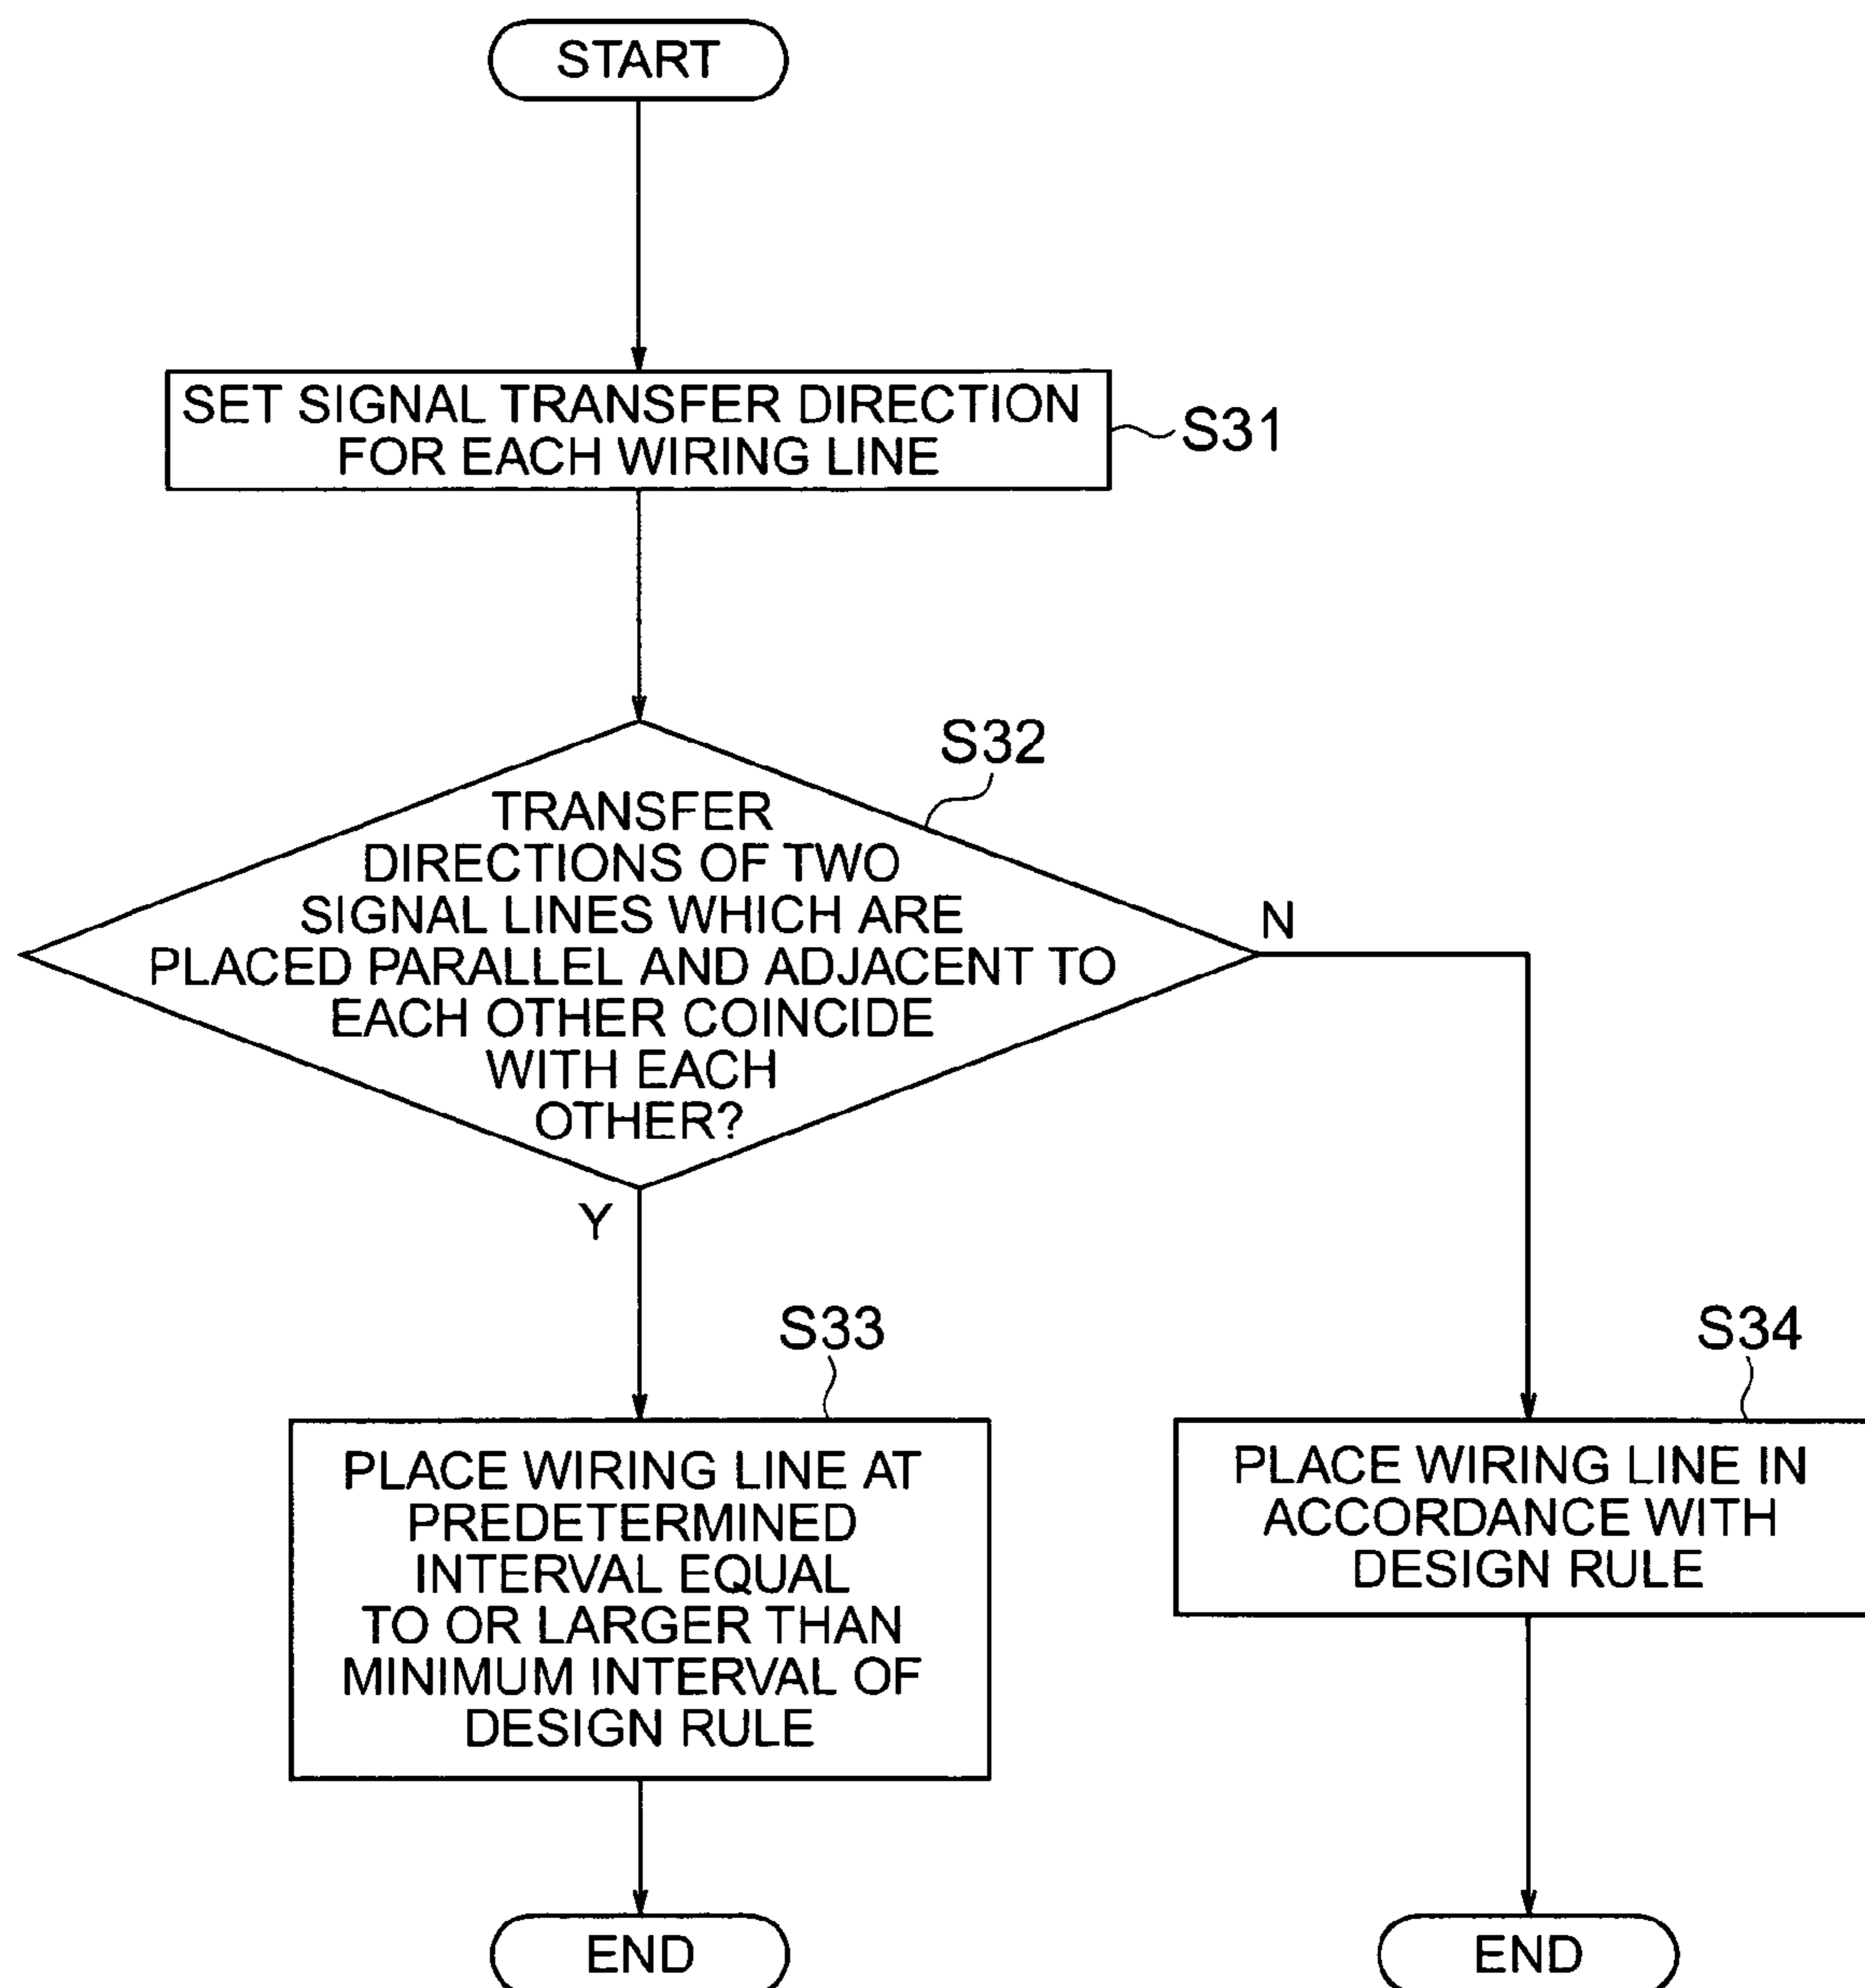 START
SET SIGNAL TRANSFER DIRECTION
FOR EACH WIRING LINE
S31
S32
TRANSFER
DIRECTIONS OF TWO
SIGNAL LINES WHICH ARE
PLACED PARALLEL AND ADJACENT TO
EACH OTHER COINCIDE
WITH EACH
OTHER?
N
Y
S33
PLACE WIRING LINE AT
PREDETERMINED
INTERVAL EQUAL
TO OR LARGER THAN
MINIMUM INTERVAL OF
DESIGN RULE
S34
PLACE WIRING LINE IN
ACCORDANCE WITH
DESIGN RULE
END
END